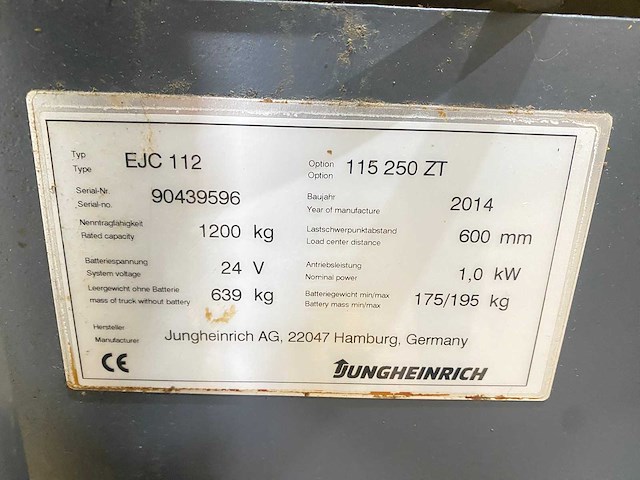 Typ
Type
EJC 112
Option
Option
115 250 ZT
Serial-Nr.
Serial-no.
90439596
Baujahr
Year of manufacture
2014
Nenntragfähigkeit
Rated capacity
1200 kg
Lastschwerpunktabstand
Load center distance
600 mm
Batteriespannung
System voltage
24 V
Antriebsleistung
Nominal power
1,0 kW
Leergewicht ohne Batterie
mass of truck without battery
639 kg
Batteriegewicht min/max
Battery mass min/max
175/195 kg
Hersteller
Manufacturer
Jungheinrich AG, 22047 Hamburg, Germany
CE
JUNGHEINRICH